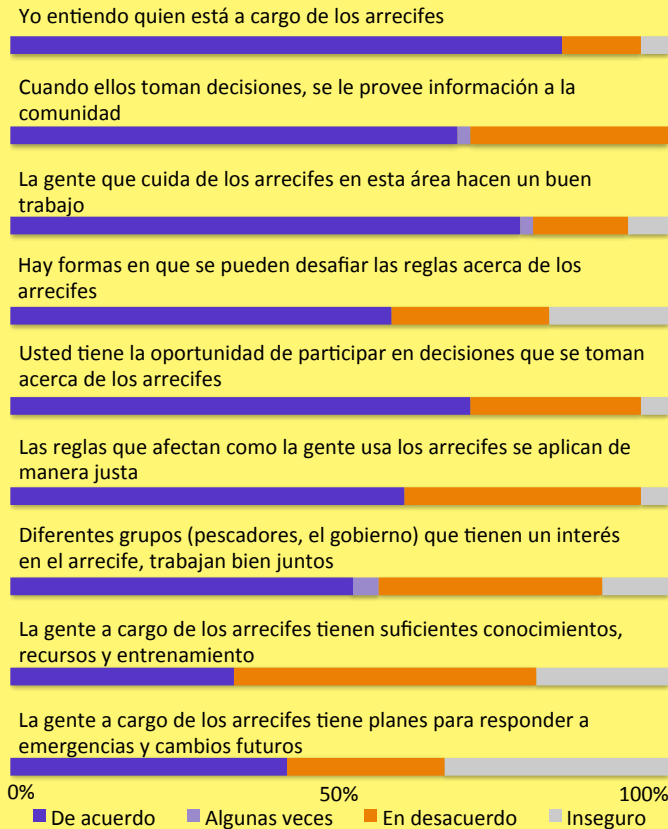 Yo entiendo quien está a cargo de los arrecifes
Cuando ellos toman decisiones, se le provee información a la
comunidad
La gente que cuida de los arrecifes en esta área hacen un buen
trabajo
Hay formas en que se pueden desafiar las reglas acerca de los
arrecifes
Usted tiene la oportunidad de participar en decisiones que se toman
acerca de los arrecifes
Las reglas que afectan como la gente usa los arrecifes se aplican de
manera justa
Diferentes grupos (pescadores, el gobierno) que tienen un interés
en el arrecife, trabajan bien juntos
La gente a cargo de los arrecifes tienen suficientes conocimientos,
recursos y entrenamiento
La gente a cargo de los arrecifes tiene planes para responder a
emergencias y cambios futuros
0% 50% 100%
De acuerdo Algunas veces En desacuerdo Inseguro